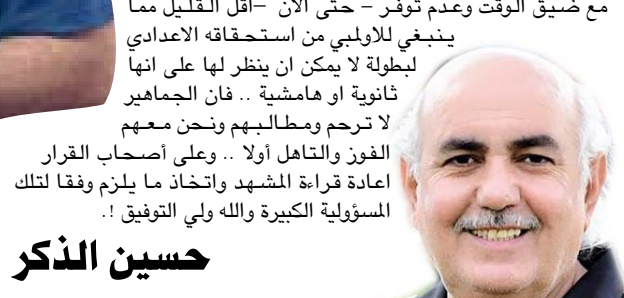 مع ضيق الوقت وعدم توفر – حتى الان –اقل القليل مما
ينبغي للاولمبي من استحقاقه الاعدادي
لبطولة لا يمكن ان ينظر لها على انها
ثانوية او هامشية .. فان الجماهير
لا ترحم ومطالبهم ونحن معهم
الفوز والتاهل أولا .. وعلى أصحاب القرار
اعادة قراءة المشهد واتخاذ ما يلزم وفقا لتلك
المسؤولية الكبيرة والله ولي التوفيق !.
حسين الذكر